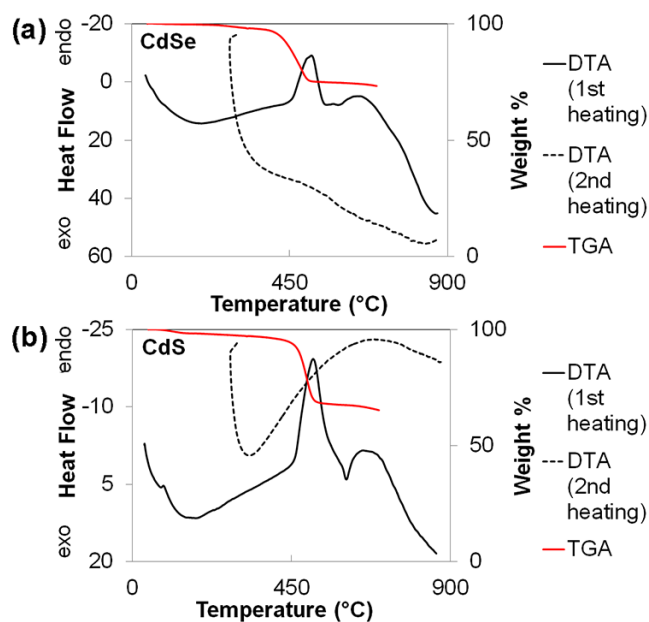 (a)
CdSe
-20
0
20
40
60
exo Heat Flow endo
100
50
0
Weight %
0 450 900
Temperature (°C)
DTA
(1st
heating)
DTA
(2nd
heating)
TGA
(b)
CdS
-25
-10
5
20
exo Heat Flow endo
100
50
0
Weight %
0 450 900
Temperature (°C)
DTA
(1st
heating)
DTA
(2nd
heating)
TGA